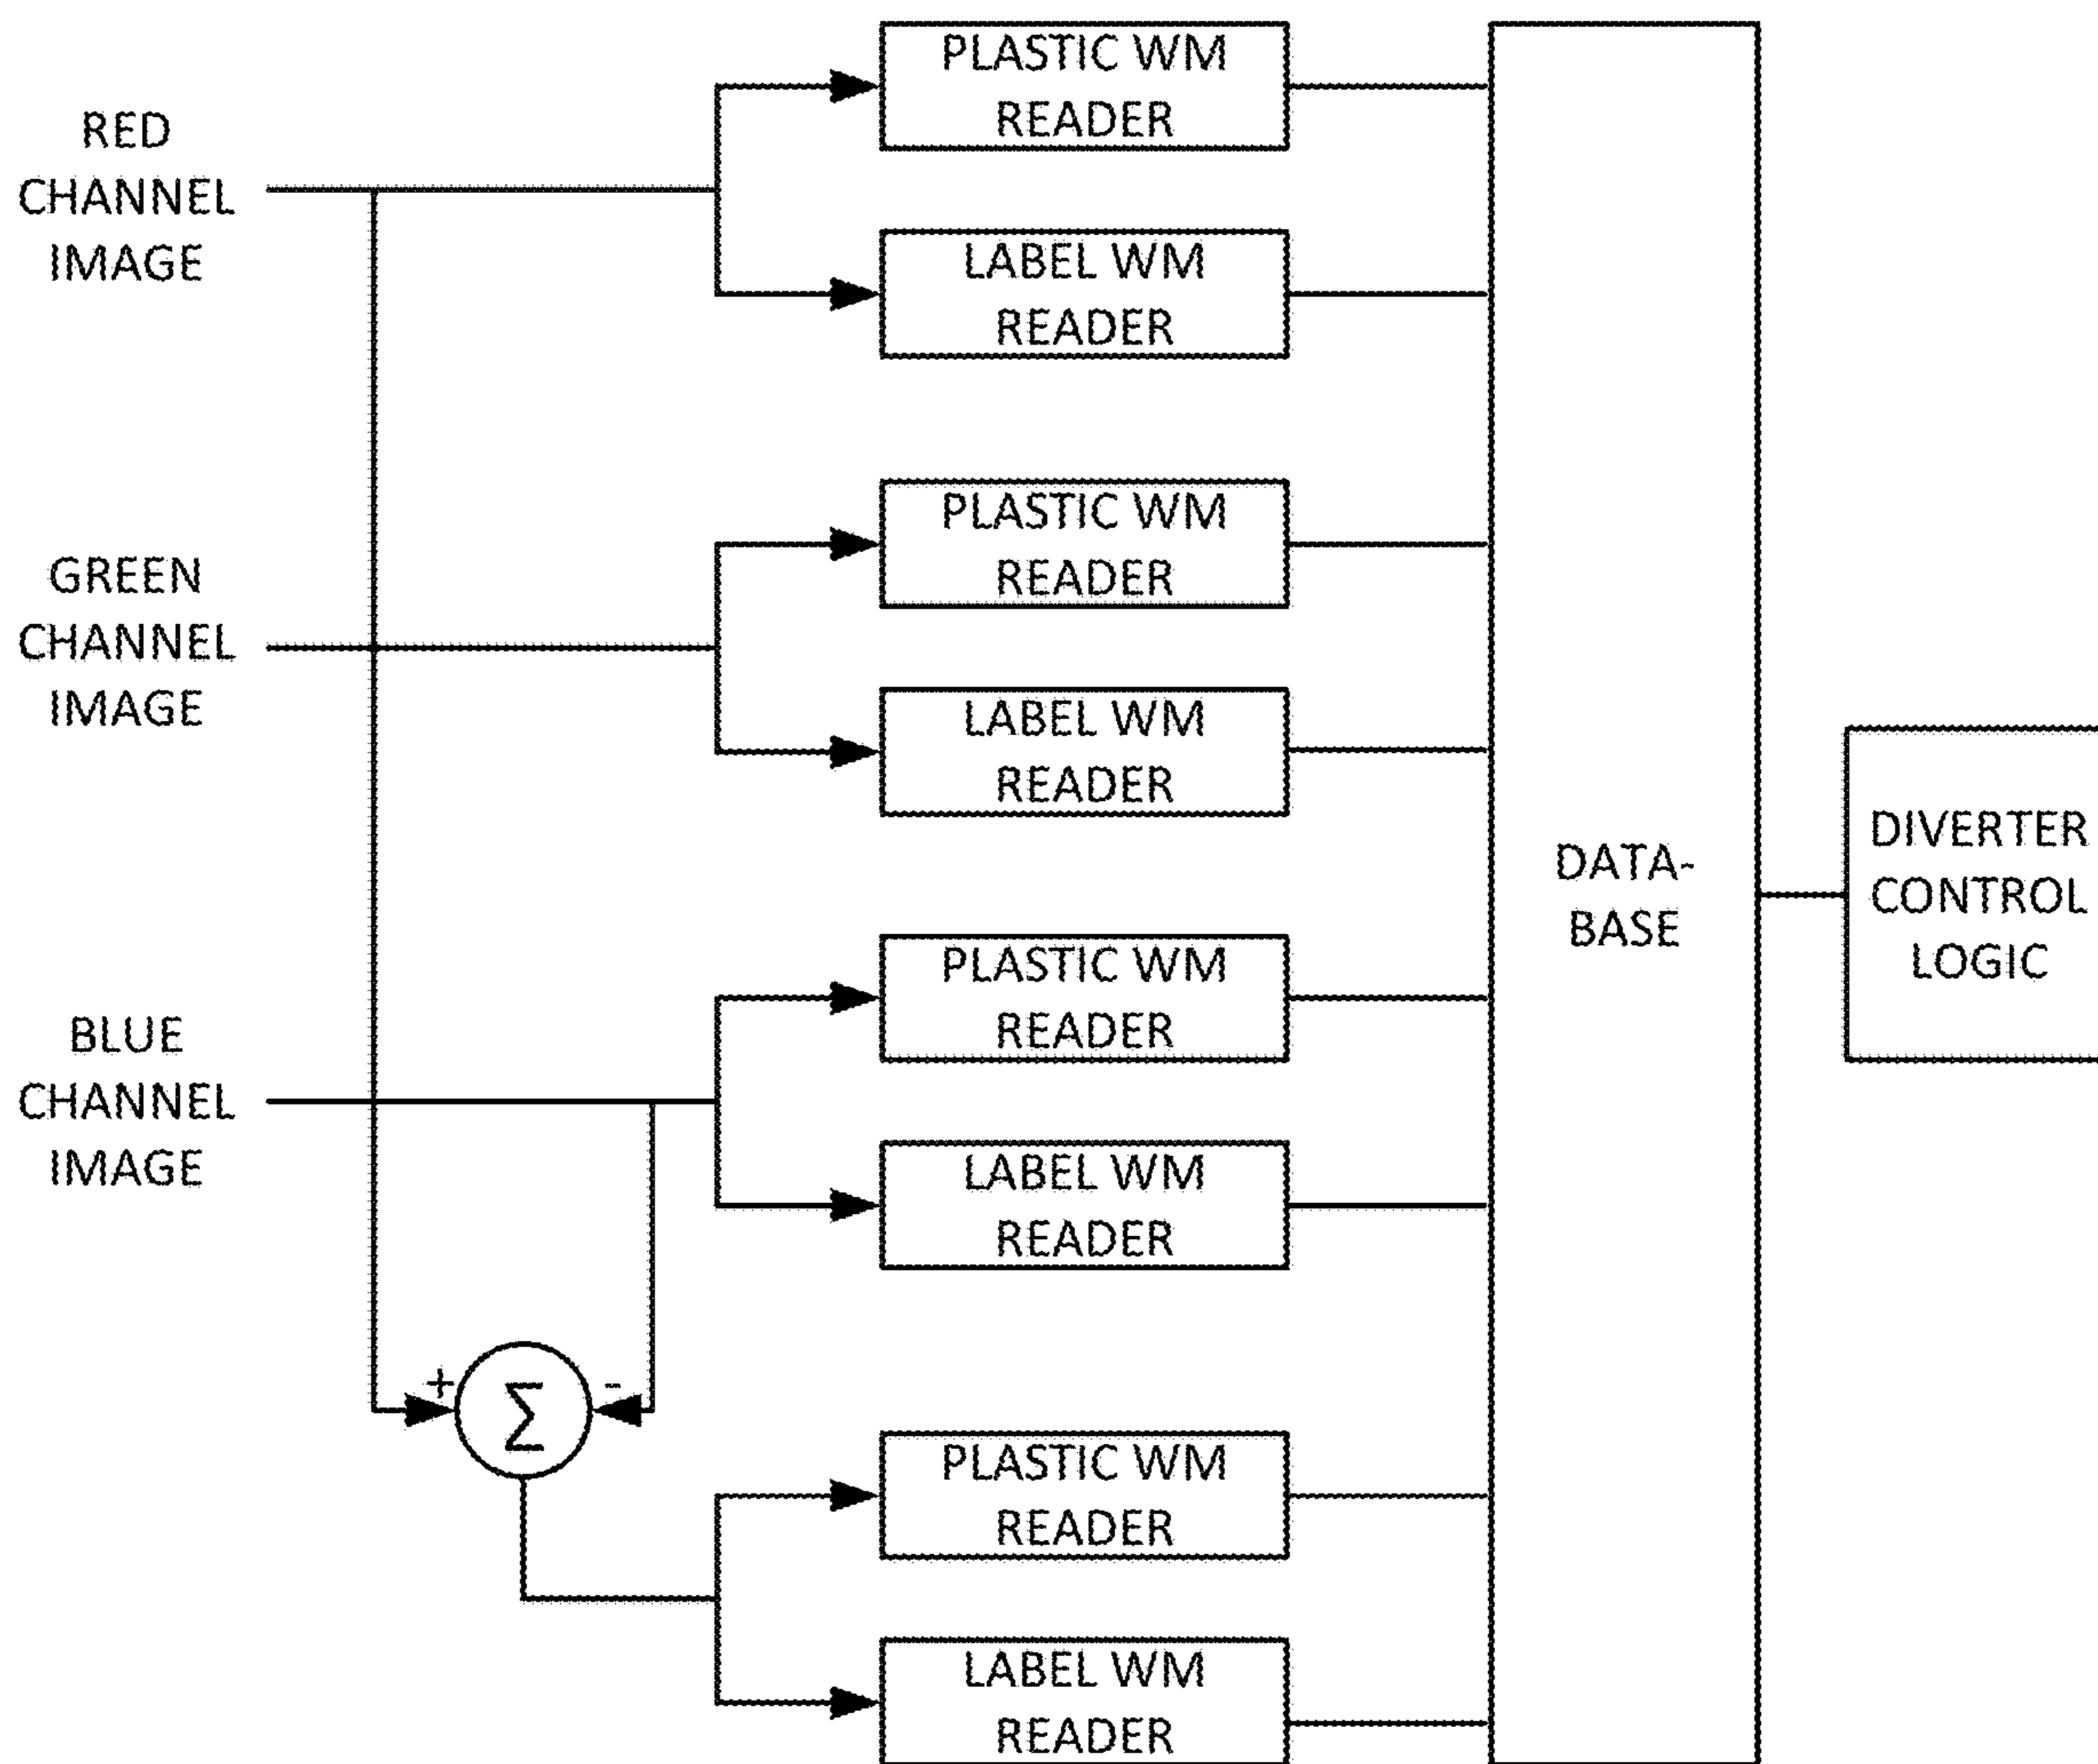 RED
CHANNEL
IMAGE
PLASTIC WM
READER
LABEL WM
READER
GREEN
CHANNEL
IMAGE
PLASTIC WM
READER
LABEL WM
READER
BLUE
CHANNEL
IMAGE
PLASTIC WM
READER
LABEL WM
READER
+
Σ
-
PLASTIC WM
READER
LABEL WM
READER
DATA-
BASE
DIVERTER
CONTROL
LOGIC